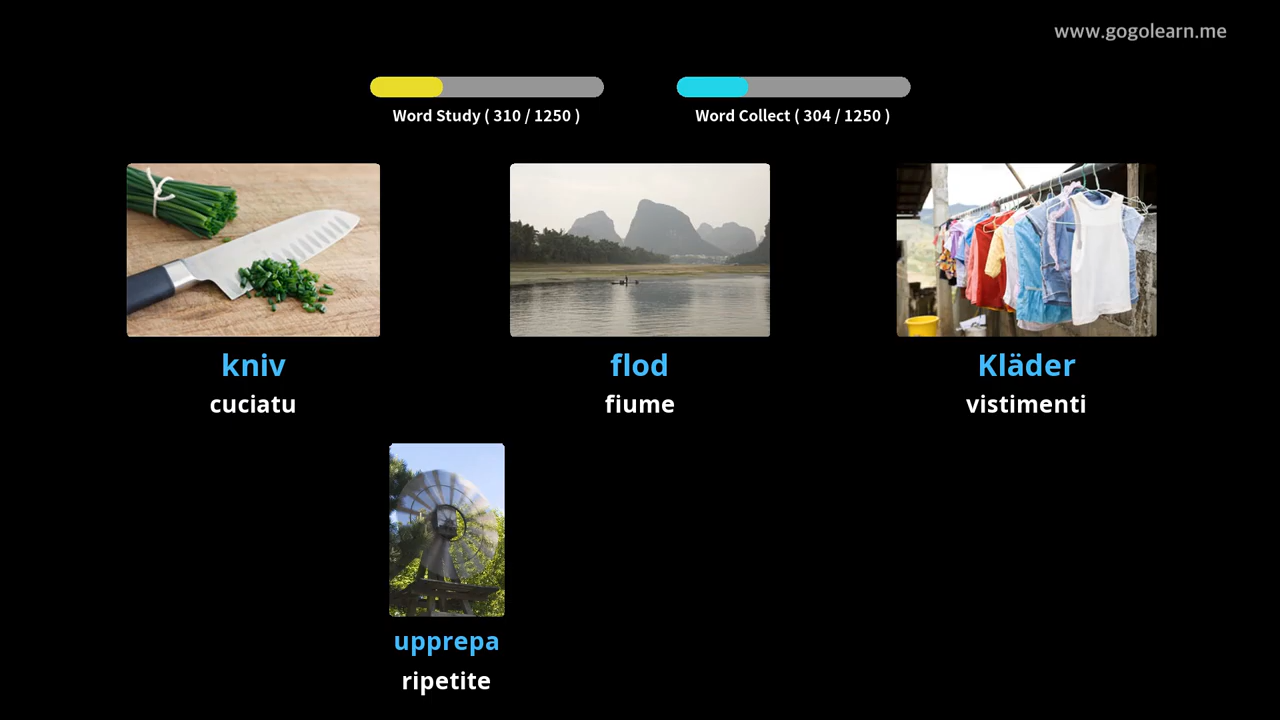 www.gogolearn.me
Word Study ( 310 / 1250 )
Word Collect ( 304 / 1250 )
kniv
cuciatu
flod
fiume
Kläder
vistimenti
upprepa
ripetite